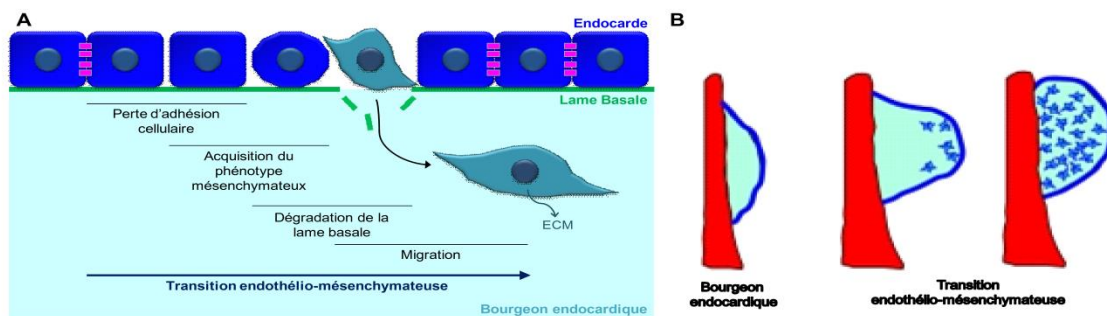 A
Endocarde
Lame Basale
Perte d'adhésion
cellulaire
Acquisition du
phénotype
mésenchymateux
Dégradation de la
lame basale
ECM
Migration
Transition endothélio-mésenchymateuse
Bourgeon endocardique
B
Bourgeon
endocardique
Transition
endothélio-mésenchymateuse